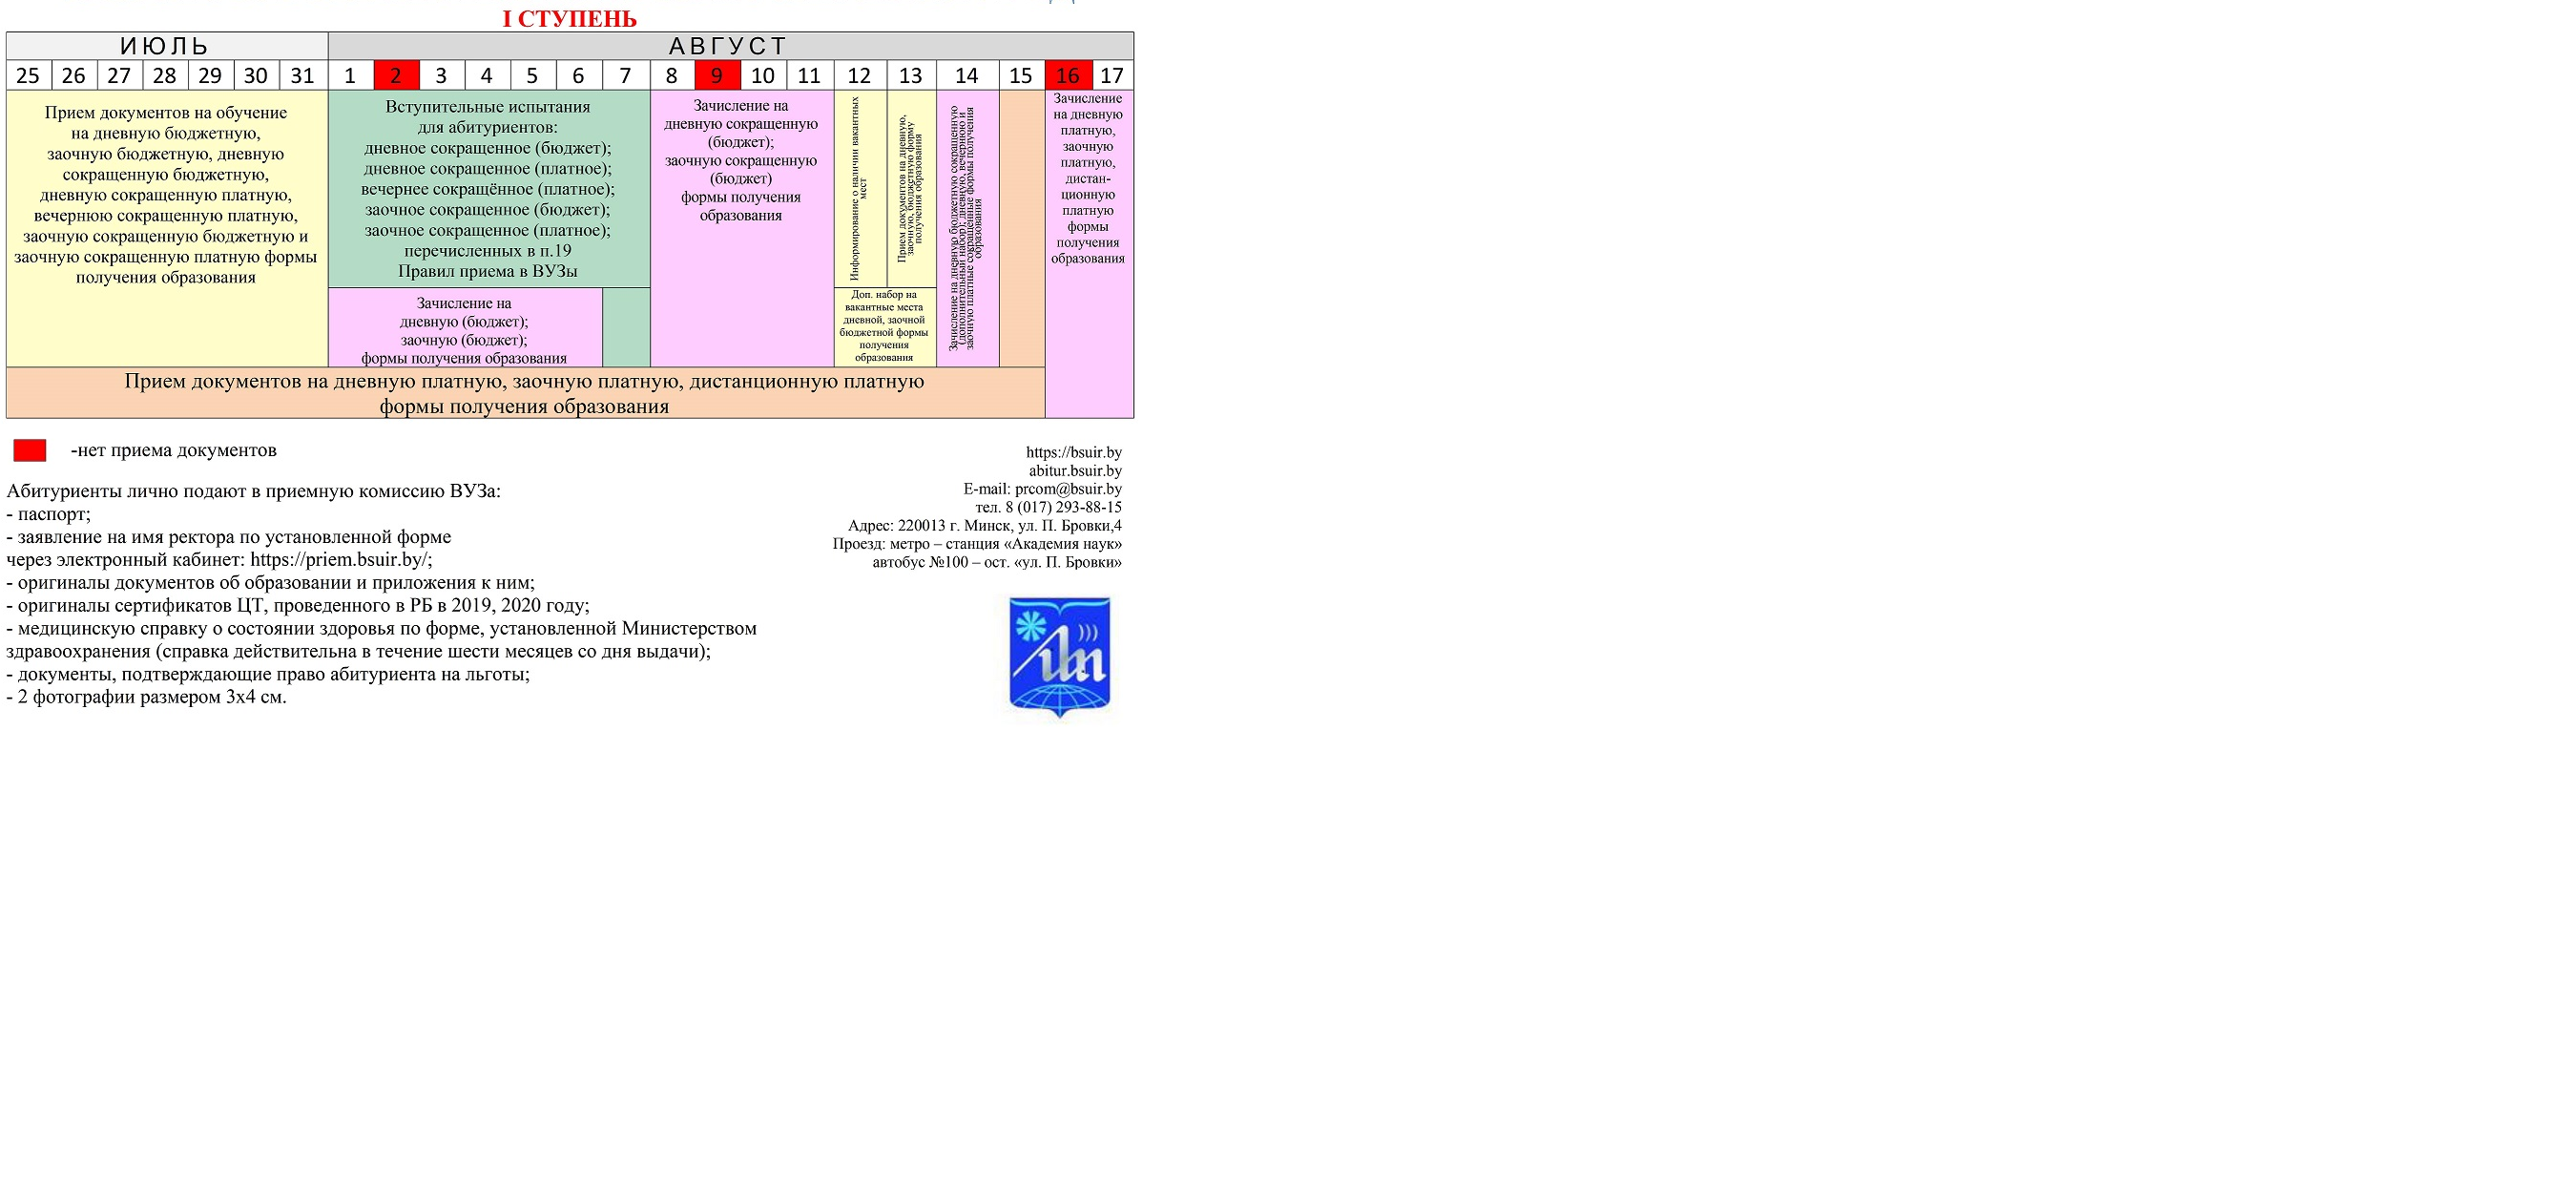 I СТУПЕНЬ
ИЮЛЬ
АВГУСТ
25 26 27 28 29 30 31 1 2 3 4 5 6 7 8 9 10 11 12 13 14 15 16 17
Прием документов на обучение
на дневную бюджетную,
заочную бюджетную, дневную
сокращенную бюджетную,
дневную сокращенную платную,
вечернюю сокращенную платную,
заочную сокращенную бюджетную и
заочную сокращенную платную формы
получения образования
Вступительные испытания
для абитуриентов:
дневное сокращенное (бюджет);
дневное сокращенное (платное);
вечернее сокращённое (платное);
заочное сокращенное (бюджет);
заочное сокращенное (платное);
перечисленных в п.19
Правил приема в ВУЗы
Зачисление на
дневную (бюджет);
заочную (бюджет);
формы получения образования
Зачисление на
дневную сокращенную
(бюджет);
заочную сокращенную
(бюджет)
формы получения
образования
Информирование о наличии вакантных
мест
Прием документов на дневную,
заочную, бюджетную форму
получения образования
Доп. набор на
вакантные места
дневной, заочной
бюджетной формы
получения
образования
Зачисление на дневную бюджетную сокращенную
(дополнительный набор); дневную, вечернюю и
заочную платные сокращенные формы получения
образования
Зачисление
на дневную
платную,
заочную
платную,
дистан-
ционную
платную
формы
получения
образования
Прием документов на дневную платную, заочную платную, дистанционную платную
формы получения образования
-нет приема документов
Абитуриенты лично подают в приемную комиссию ВУЗа:
- паспорт;
- заявление на имя ректора по установленной форме
через электронный кабинет: https://priem.bsuir.by/;
- оригиналы документов об образовании и приложения к ним;
- оригиналы сертификатов ЦТ, проведенного в РБ в 2019, 2020 году;
- медицинскую справку о состоянии здоровья по форме, установленной Министерством
здравоохранения (справка действительна в течение шести месяцев со дня выдачи);
- документы, подтверждающие право абитуриента на льготы;
- 2 фотографии размером 3х4 см.
https://bsuir.by
abitur.bsuir.by
E-mail: prcom@bsuir.by
тел. 8 (017) 293-88-15
Адрес: 220013 г. Минск, ул. П. Бровки,4
Проезд: метро – станция «Академия наук»
автобус №100 – ост. «ул. П. Бровки»